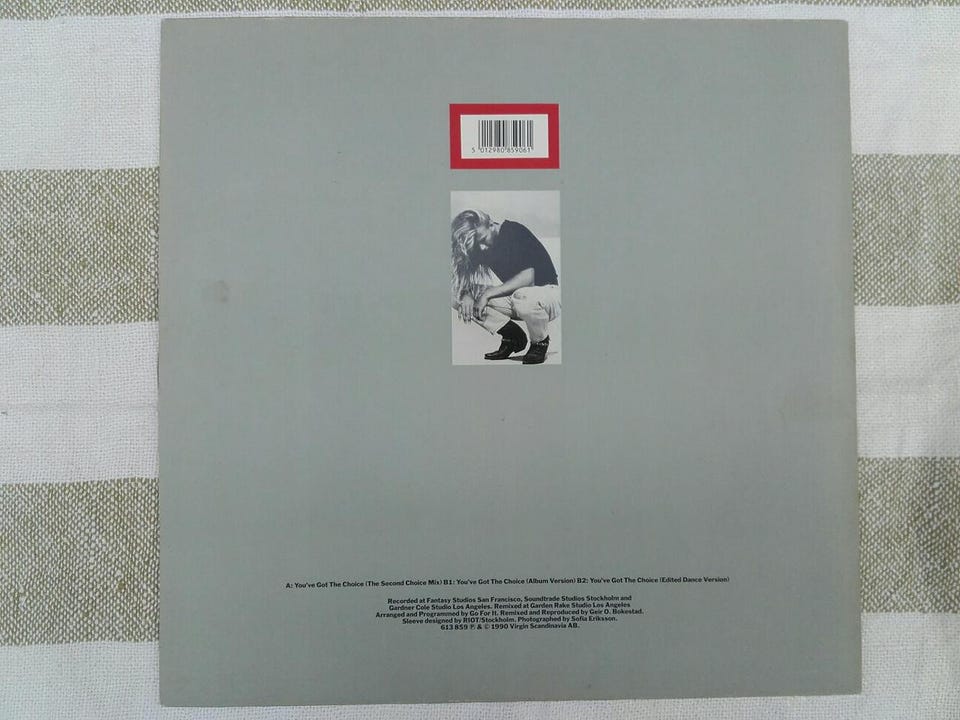 5 012980 859061
A: You've Got The Choice (The Second Choice Mix) B1: You've Got The Choice (Album Version) B2; You've Got The Choice (Edited Dance Version)
Recorded at Fantasy Studios San Francisco, Soundtrade Studios Stockholm and
Gardner Cole Studio Los Angeles. Remixed at Garden Rake Studio Los Angeles
Arranged and Programmed by Go For It. Remixed and Reproduced by Geir O. Bokestad.
Sleeve designed by RIOT/Stockholm. Photographed by Sofia Eriksson.
613 859 ℗ & © 1990 Virgin Scandinavia AB.